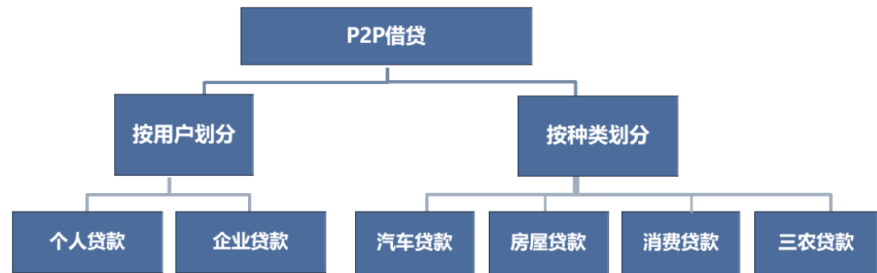 P2P借贷
按用户划分
按种类划分
个人贷款
企业贷款
汽车贷款
房屋贷款
消费贷款
三农贷款